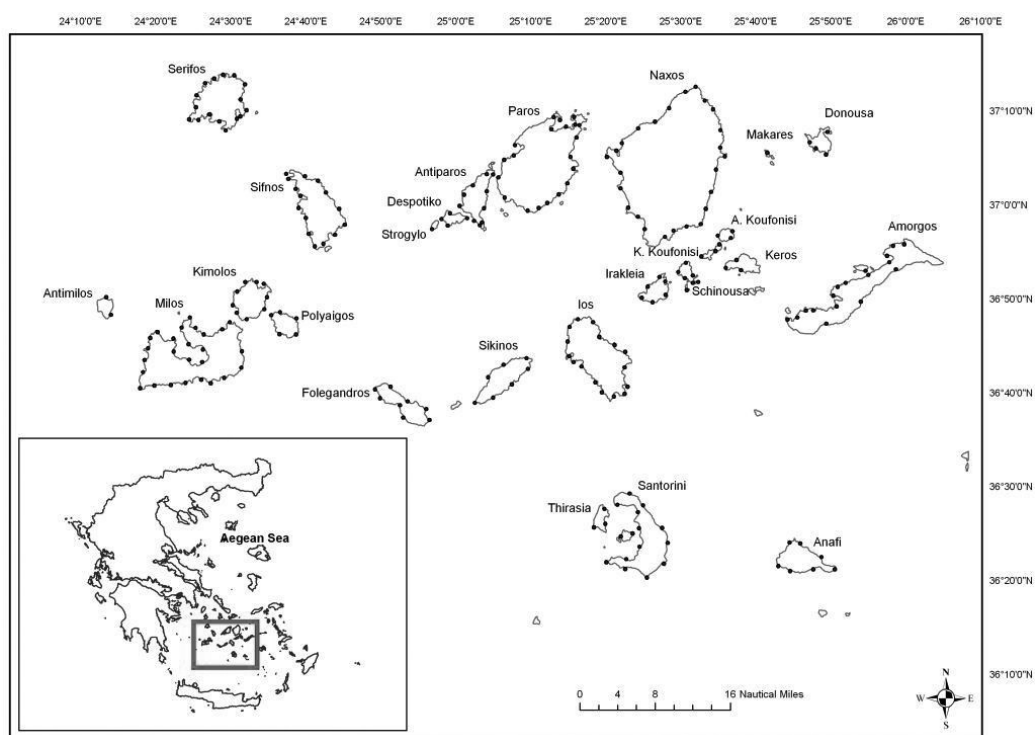 24°10'0"E 24°20'0"E 24°30'0"E 24°40'0"E 24°50'0"E 25°0'0"E 25°10'0"E 25°20'0"E 25°30'0"E 25°40'0"E 25°50'0"E 26°0'0"E 26°10'0"E
Serifos
Naxos
37°10'0"N
Paros
Donousa
Makares
Antiparos
Sifnos
Despotiko
37°0'0"N
A. Koufonisi
Amorgos
Strogylo
K. Koufonisi
Keros
Kimolos
Irakleia
Antimilos
Milos
Schinousa
36°50'0"N
Ios
Polyaigos
Sikinos
Folegandros
36°40'0"N
Santorini
36°30'0"N
Thirasia
Aegean Sea
Anafi
36°20'0"N
36°10'0"N
N
W E
S
0 2 4 8 12 16 Nautical Miles